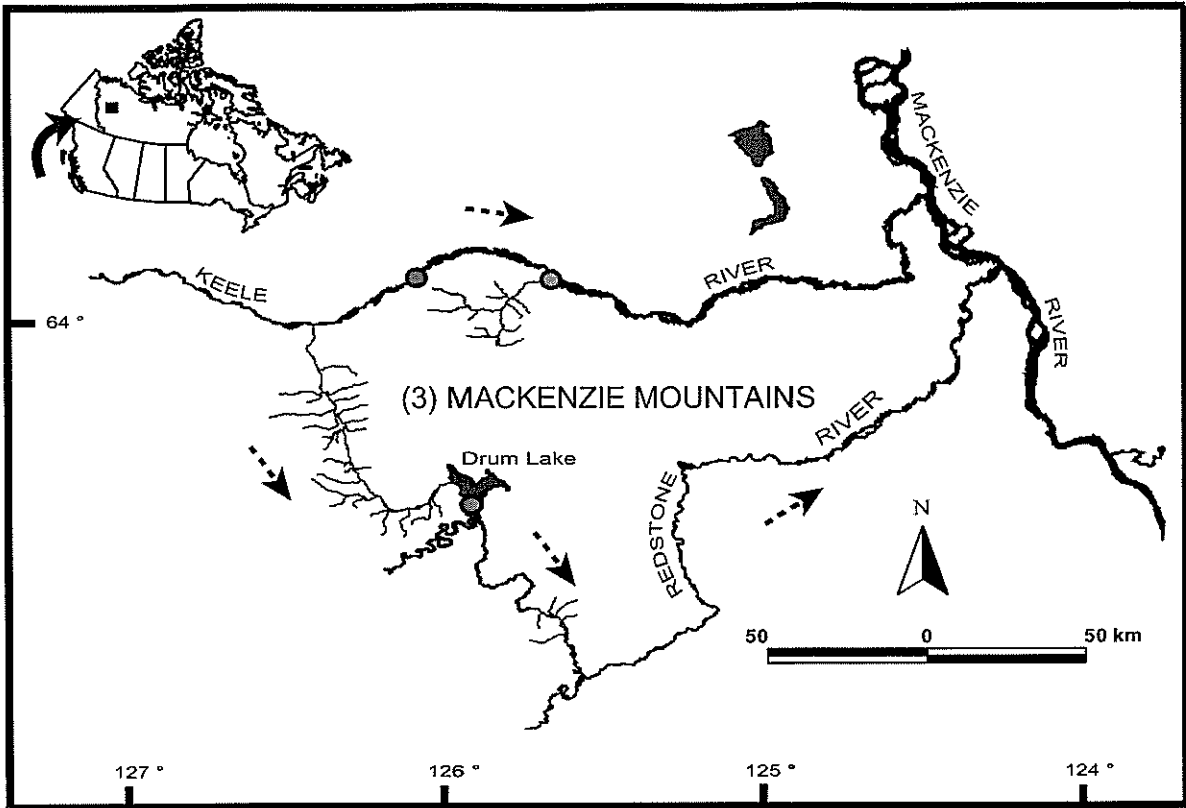 MACKENZIE
RIVER
KEELE
RIVER
64 °
(3) MACKENZIE MOUNTAINS
RIVER
Drum Lake
REDSTONE
N
50 0 50 km
127 ° 126 ° 125 ° 124 °